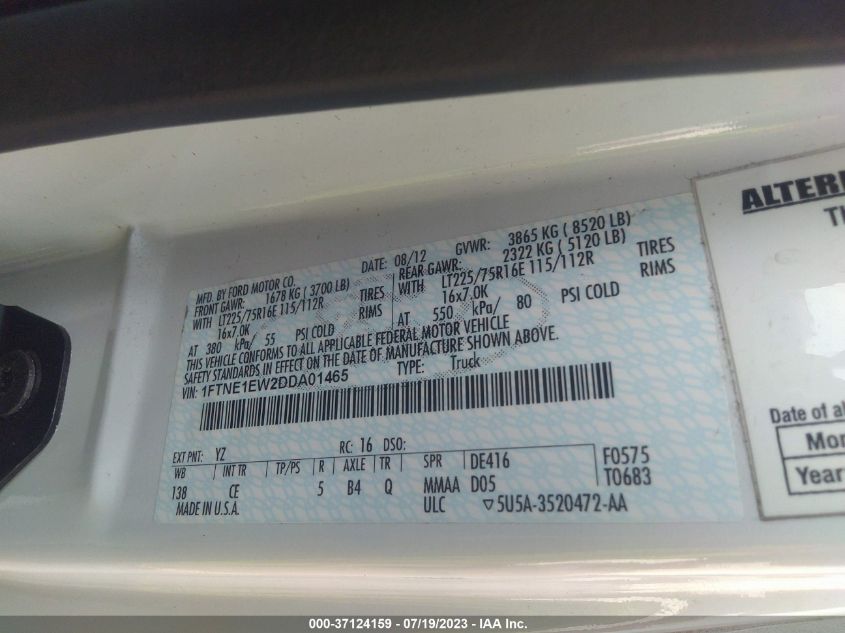 MFD. BY FORD MOTOR CO.
DATE: 08/12 GVWR: 3865 KG ( 8520 LB)
FRONT GAWR: 1678 KG ( 3700 LB)
REAR GAWR: 2322 KG ( 5120 LB)
WITH LT225/75R16E 115/112R TIRES
WITH LT225/75R16E 115/112R TIRES
16x7.0K RIMS
16x7.0K RIMS
AT 380 kPa/ 55 PSI COLD
AT 550 kPa/ 80 PSI COLD
THIS VEHICLE CONFORMS TO ALL APPLICABLE FEDERAL MOTOR VEHICLE
SAFETY STANDARDS IN EFFECT ON THE DATE OF MANUFACTURE SHOWN ABOVE.
VIN: 1FTNE1EW2DDA01465 TYPE: Truck
EXT PNT: YZ RC: 16 DSO:
WB INT TR TP/PS R AXLE TR SPR DE416 F0575
138 CE 5 B4 Q MMAA D05 T0683
MADE IN U.S.A. ULC ▽5U5A-3520472-AA
Date of al
Mon
Year
000-37124159 - 07/19/2023 - IAA Inc.